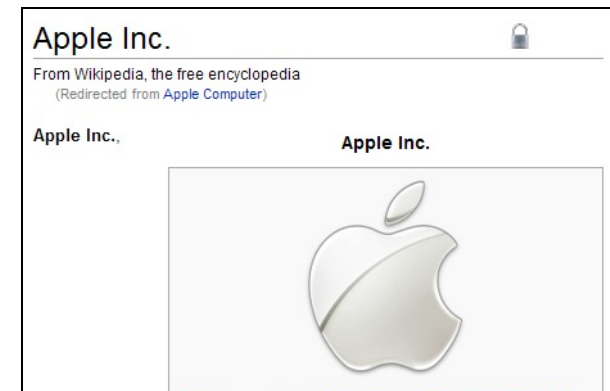 Apple Inc.
From Wikipedia, the free encyclopedia
(Redirected from Apple Computer)
Apple Inc.,
Apple Inc.